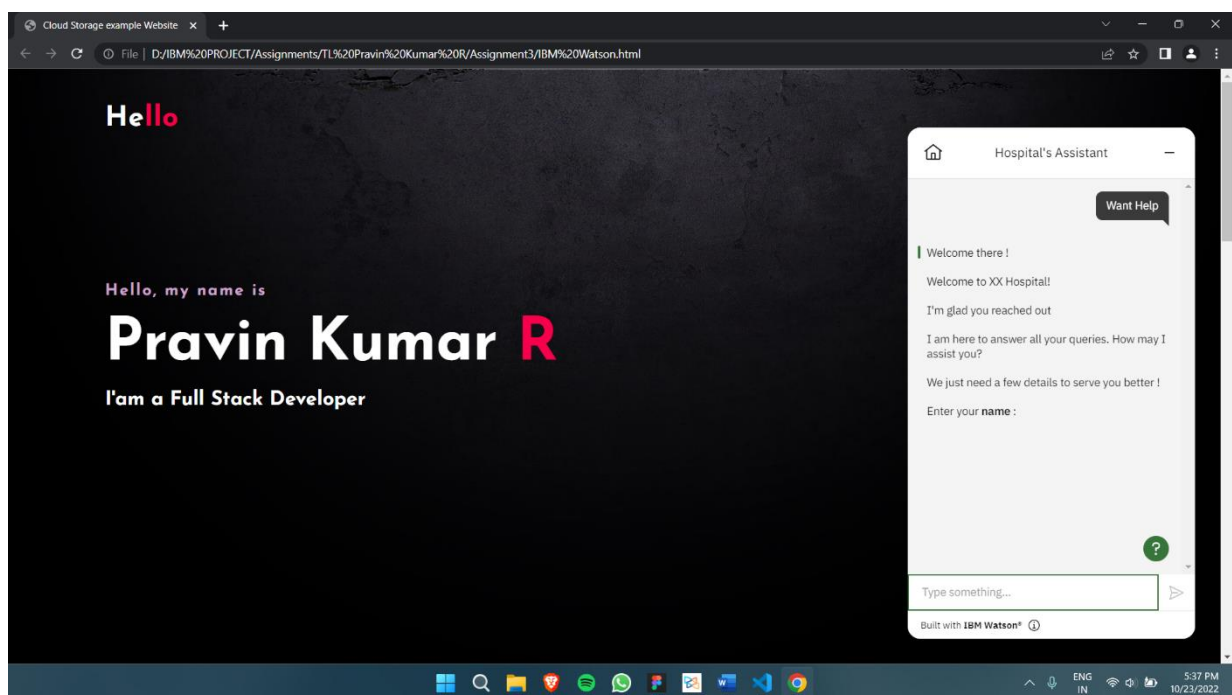 Cloud Storage example Website
File | D:/IBM%20PROJECT/Assignments/TL%20Pravin%20Kumar%20R/Assignment3/IBM%20Watson.html
Hello
Hello, my name is
Pravin Kumar R
I'am a Full Stack Developer
Hospital's Assistant
Want Help
Welcome there !
Welcome to XX Hospital!
I'm glad you reached out
I am here to answer all your queries. How may I
assist you?
We just need a few details to serve you better !
Enter your name :
?
Type something...
Built with IBM Watson®
ENG
IN
5:37 PM
10/23/2022